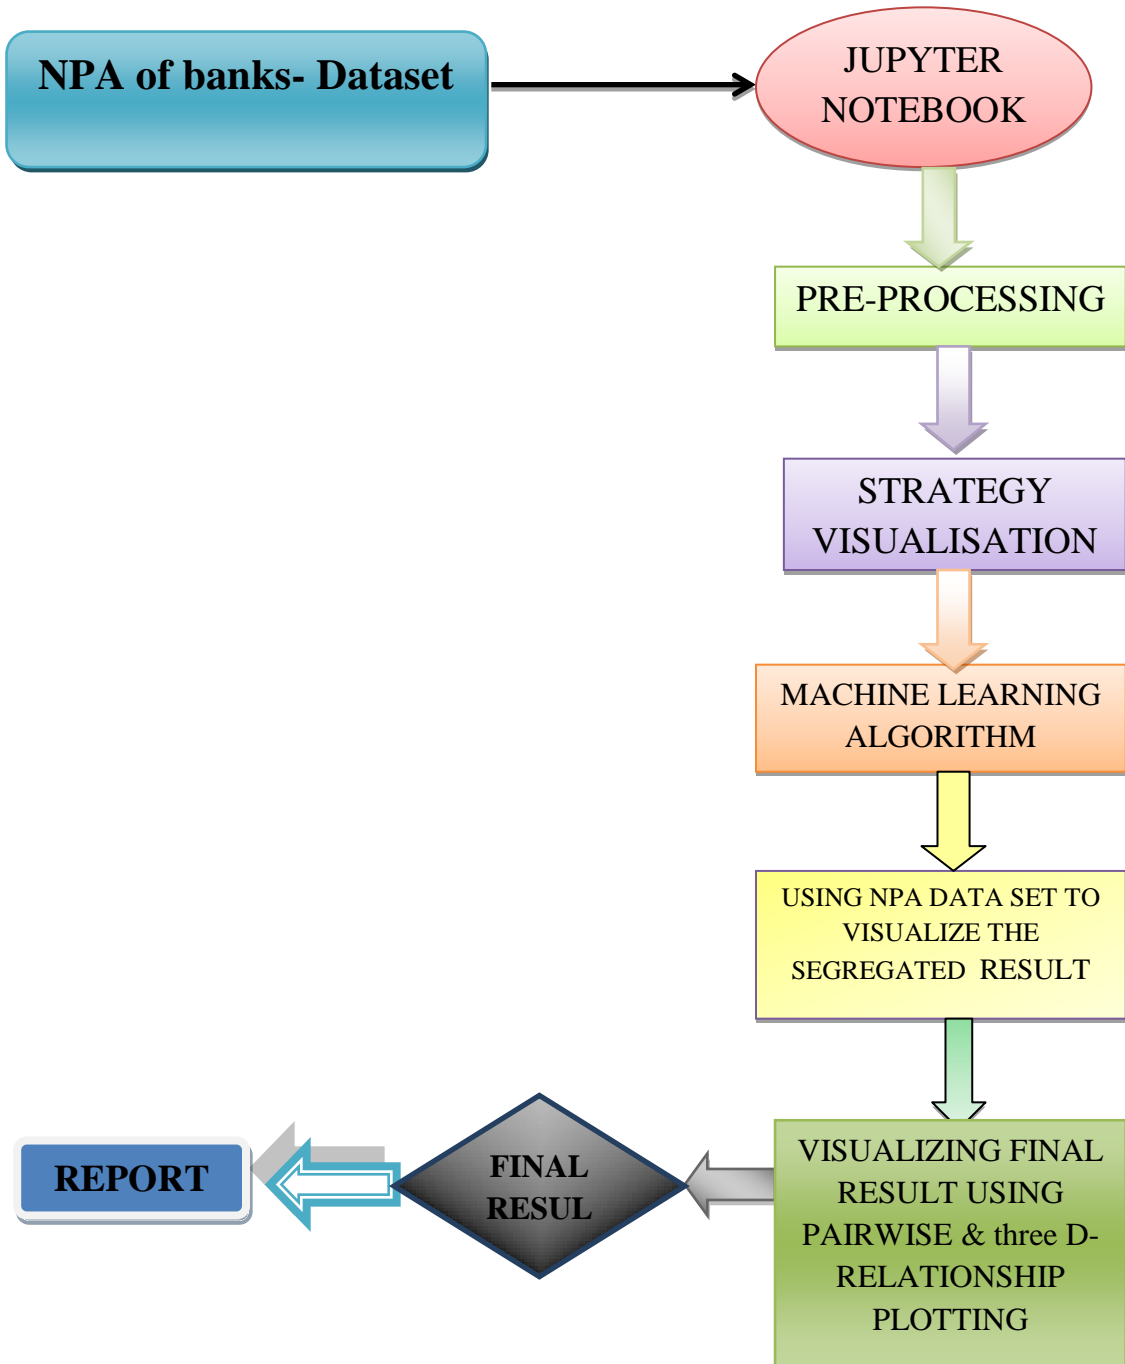 NPA of banks- Dataset
JUPYTER
NOTEBOOK
PRE-PROCESSING
STRATEGY
VISUALISATION
MACHINE LEARNING
ALGORITHM
USING NPA DATA SET TO
VISUALIZE THE
SEGREGATED RESULT
VISUALIZING FINAL
RESULT USING
PAIRWISE & three D-
RELATIONSHIP
PLOTTING
FINAL
RESUL
REPORT